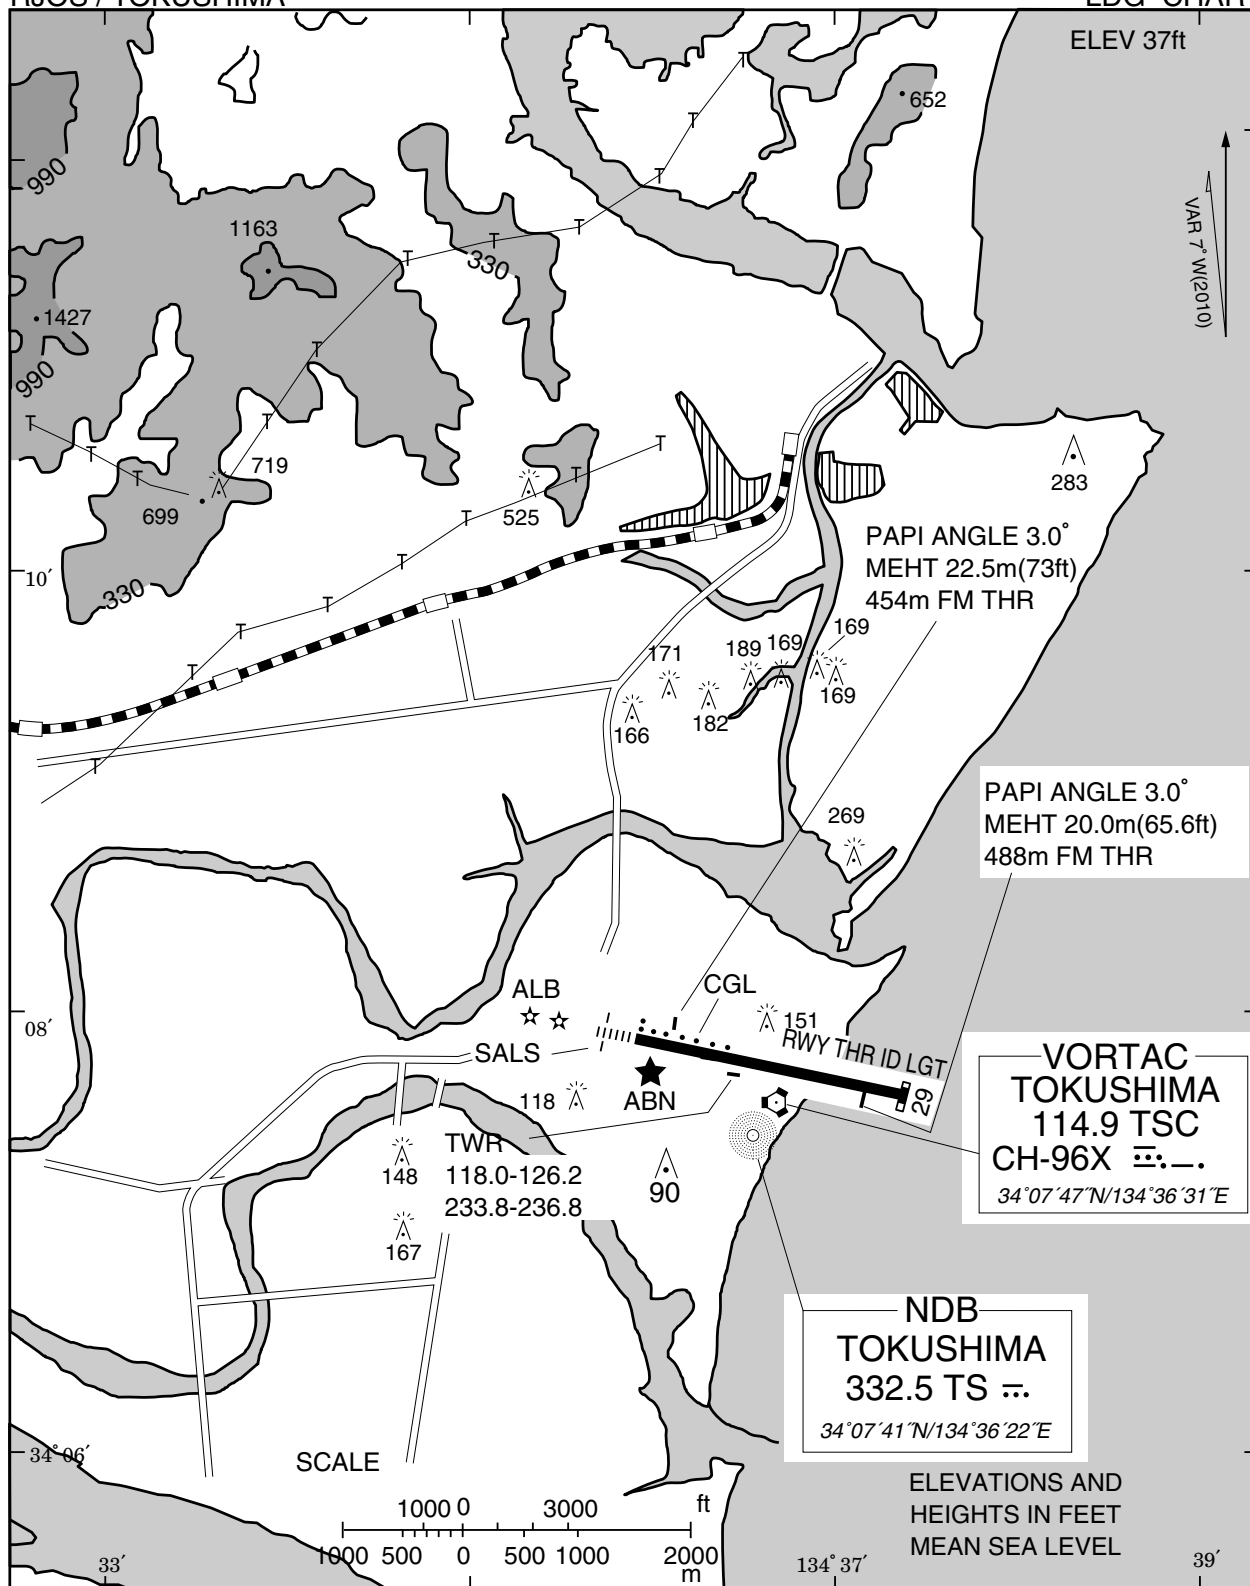 RJOS / TOKUSHIMA
ELEV 37ft
652
990
VAR 7° W(2010)
1163
330
1427
990
719
283
699
525
PAPI ANGLE 3.0°
MEHT 22.5m(73ft)
454m FM THR
10′
330
169
189
169
171
169
182
166
PAPI ANGLE 3.0°
MEHT 20.0m(65.6ft)
488m FM THR
269
ALB
CGL
151
08′
RWY THR ID LGT
SALS
29
VORTAC
TOKUSHIMA
114.9 TSC
CH-96X
34°07′47″N/134°36′31″E
118
ABN
TWR
118.0-126.2
233.8-236.8
148
90
167
NDB
TOKUSHIMA
332.5 TS
34°07′41″N/134°36′22″E
34°06′
SCALE
ELEVATIONS AND
HEIGHTS IN FEET
MEAN SEA LEVEL
1000 0 3000 ft
1000 500 0 500 1000 2000
m
33′
134°37′
39′